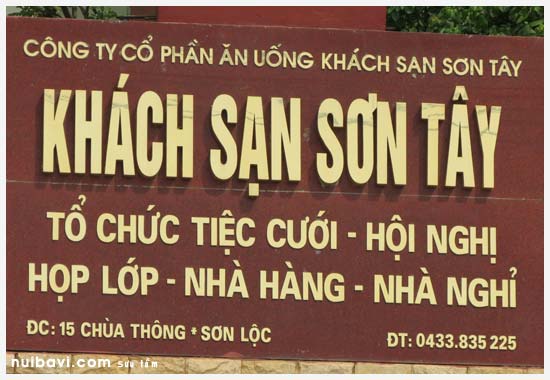 CÔNG TY CỔ PHẦN ĂN UỐNG KHÁCH SẠN SƠN TÂY
KHÁCH SẠN SƠN TÂY
TỔ CHỨC TIỆC CƯỚI - HỘI NGHỊ
HỌP LỚP - NHÀ HÀNG - NHÀ NGHỈ
ĐC: 15 CHÙA THÔNG * SƠN LỘC ĐT: 0433.835 225
nuibavi.com sưu tầm